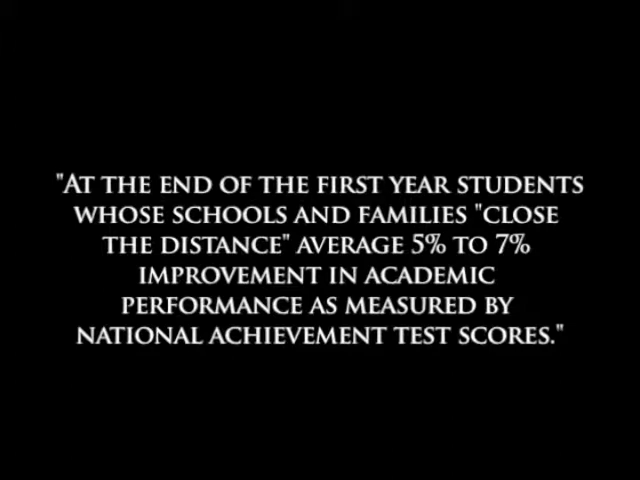 "At the end of the first year students
whose schools and families "close
the distance" average 5% to 7%
improvement in academic
performance as measured by
national achievement test scores."